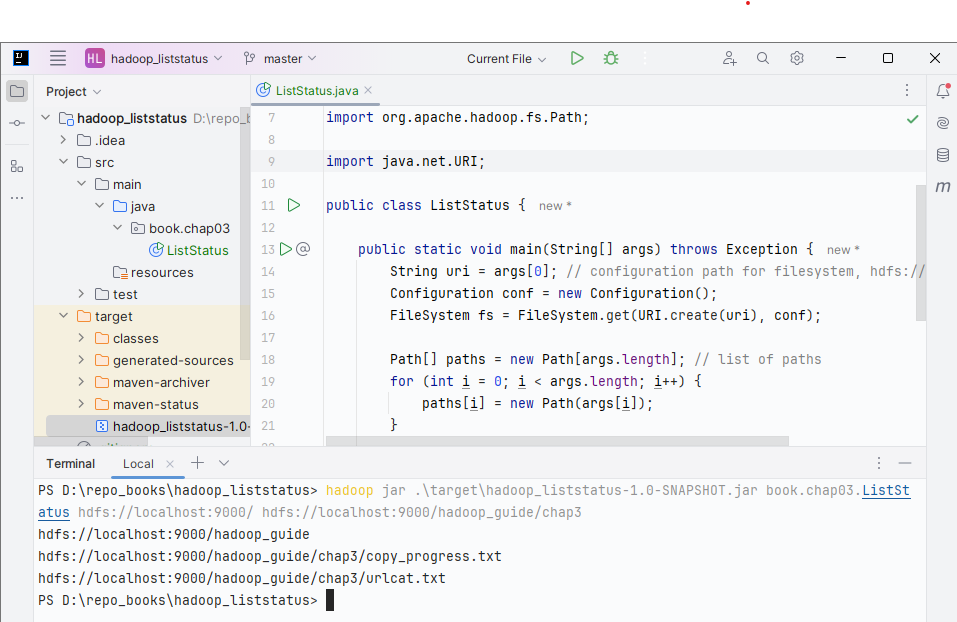 HL hadoop_liststatus master Current File
Project
ListStatus.java
hadoop_liststatus D:\repo_b
.idea
src
main
java
book.chap03
ListStatus
resources
test
target
classes
generated-sources
maven-archiver
maven-status
hadoop_liststatus-1.0-
7 import org.apache.hadoop.fs.Path;
8
9 import java.net.URI;
10
11 public class ListStatus { new *
12
13 @ public static void main(String[] args) throws Exception { new *
14 String uri = args[0]; // configuration path for filesystem, hdfs://
15 Configuration conf = new Configuration();
16 FileSystem fs = FileSystem.get(URI.create(uri), conf);
17
18 Path[] paths = new Path[args.length]; // list of paths
19 for (int i = 0; i < args.length; i++) {
20 paths[i] = new Path(args[i]);
21 }
m
Terminal Local
PS D:\repo_books\hadoop_liststatus> hadoop jar .\target\hadoop_liststatus-1.0-SNAPSHOT.jar book.chap03.ListSt
atus hdfs://localhost:9000/ hdfs://localhost:9000/hadoop_guide/chap3
hdfs://localhost:9000/hadoop_guide
hdfs://localhost:9000/hadoop_guide/chap3/copy_progress.txt
hdfs://localhost:9000/hadoop_guide/chap3/urlcat.txt
PS D:\repo_books\hadoop_liststatus>